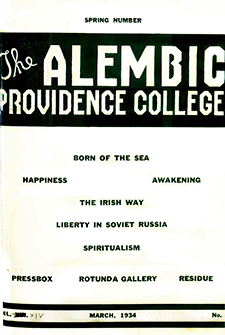 SPRING NUMBER
The ALEMBIC
PROVIDENCE COLLEGE
BORN OF THE SEA
HAPPINESS AWAKENING
THE IRISH WAY
LIBERTY IN SOVIET RUSSIA
SPIRITUALISM
PRESSBOX ROTUNDA GALLERY RESIDUE
XIV MARCH, 1934 No.